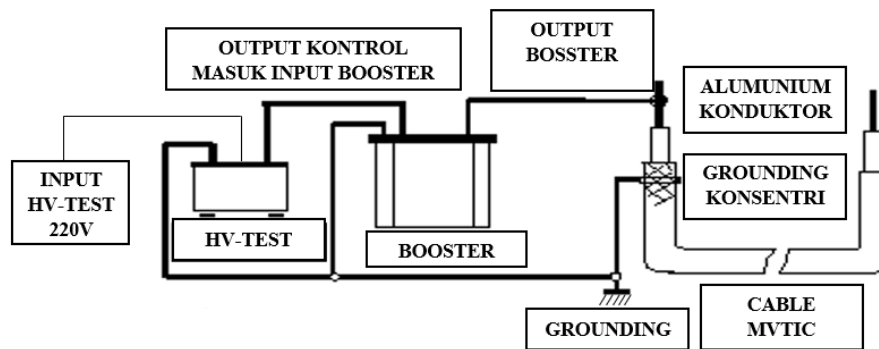 OUTPUT KONTROL
MASUK INPUT BOOSTER
OUTPUT
BOSSTER
ALUMUNIUM
KONDUKTOR
INPUT
HV-TEST
220V
GROUNDING
KONSENTRI
HV-TEST
BOOSTER
GROUNDING
CABLE
MVTIC